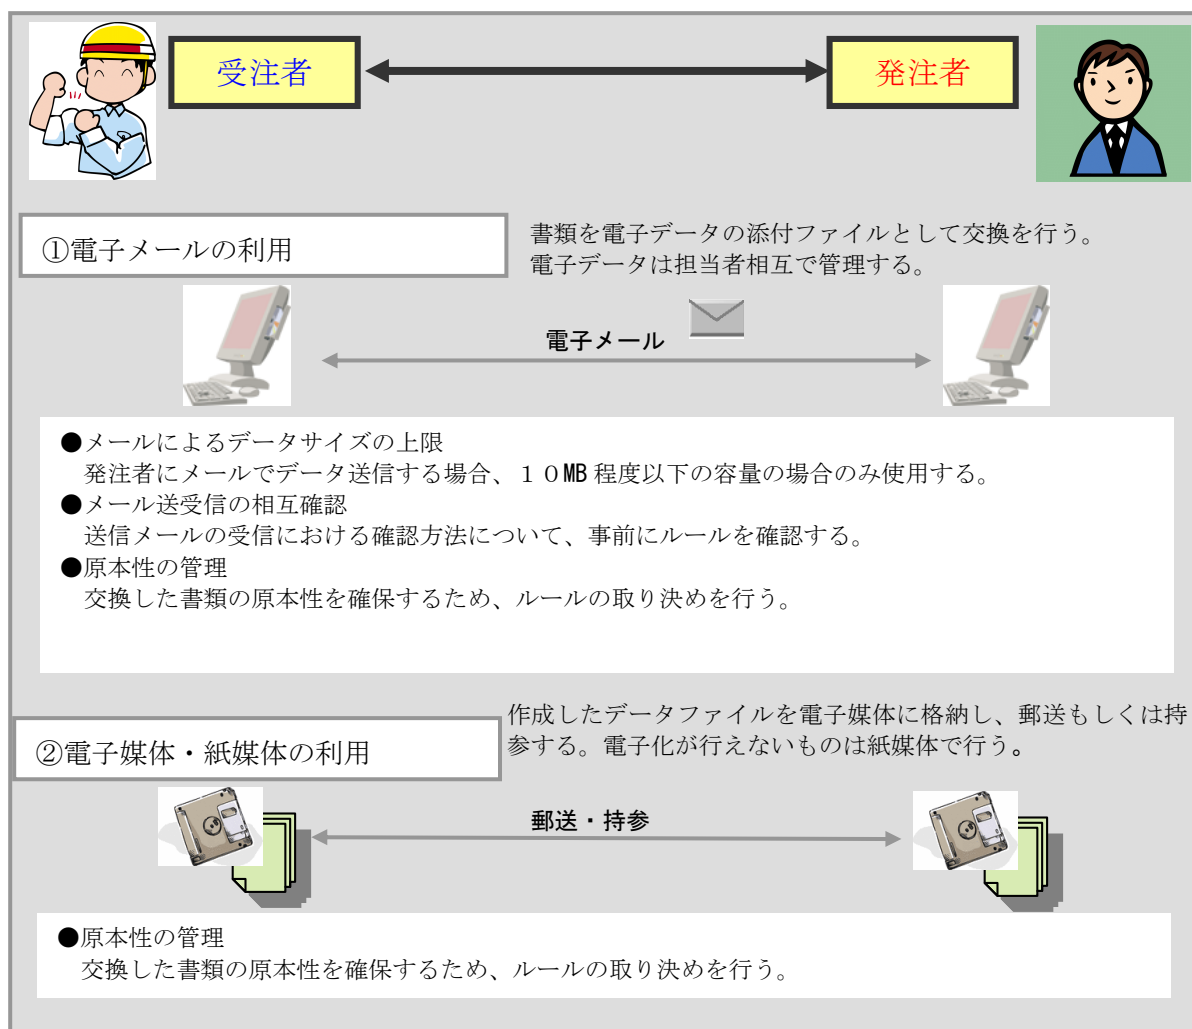 受注者
発注者
①電子メールの利用
書類を電子データの添付ファイルとして交換を行う。
電子データは担当者相互で管理する。
電子メール
●メールによるデータサイズの上限
発注者にメールでデータ送信する場合、１０MB 程度以下の容量の場合のみ使用する。
●メール送受信の相互確認
送信メールの受信における確認方法について、事前にルールを確認する。
●原本性の管理
交換した書類の原本性を確保するため、ルールの取り決めを行う。
②電子媒体・紙媒体の利用
作成したデータファイルを電子媒体に格納し、郵送もしくは持
参する。電子化が行えないものは紙媒体で行う。
郵送・持参
●原本性の管理
交換した書類の原本性を確保するため、ルールの取り決めを行う。